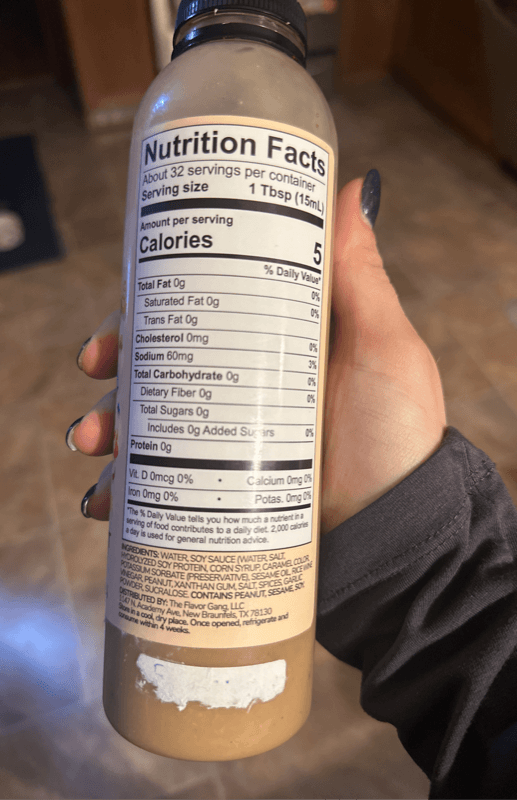 Nutrition Facts
About 32 servings per container
Serving size 1 Tbsp (15mL)
Amount per serving
Calories 5
% Daily Value*
Total Fat 0g 0%
Saturated Fat 0g 0%
Trans Fat 0g
Cholesterol 0mg 0%
Sodium 60mg 3%
Total Carbohydrate 0g 0%
Dietary Fiber 0g 0%
Total Sugars 0g
Includes 0g Added Sugars 0%
Protein 0g
Vit. D 0mcg 0% • Calcium 0mg 0%
Iron 0mg 0% • Potas. 0mg 0%
*The % Daily Value tells you how much a nutrient in a
serving of food contributes to a daily diet. 2,000 calories
a day is used for general nutrition advice.
INGREDIENTS: WATER, SOY SAUCE (WATER, SALT,
HYDROLYZED SOY PROTEIN, CORN SYRUP, CARAMEL COLOR,
POTASSIUM SORBATE (PRESERVATIVE), SESAME OIL, RICE WINE
VINEGAR, PEANUT, XANTHAN GUM, SALT, SPICES, GARLIC
POWDER, SUCRALOSE. CONTAINS PEANUT, SESAME, SOY.
DISTRIBUTED BY: The Flavor Gang, LLC
1147 N. Academy Ave, New Braunfels, TX 78130
Store in a cool, dry place. Once opened, refrigerate and
consume within 4 weeks.